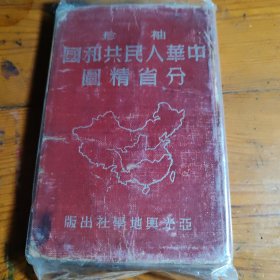 袖珍
中華人民共和國
分省精圖
亞光輿地學社出版